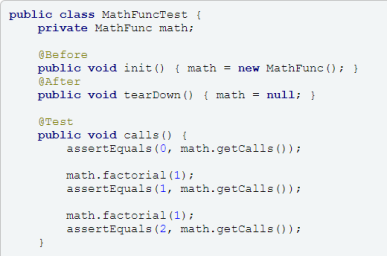 public class MathFuncTest {
    private MathFunc math;

    @Before
    public void init() { math = new MathFunc(); }
    @After
    public void tearDown() { math = null; }

    @Test
    public void calls() {
        assertEquals(0, math.getCalls());

        math.factorial(1);
        assertEquals(1, math.getCalls());

        math.factorial(1);
        assertEquals(2, math.getCalls());
    }